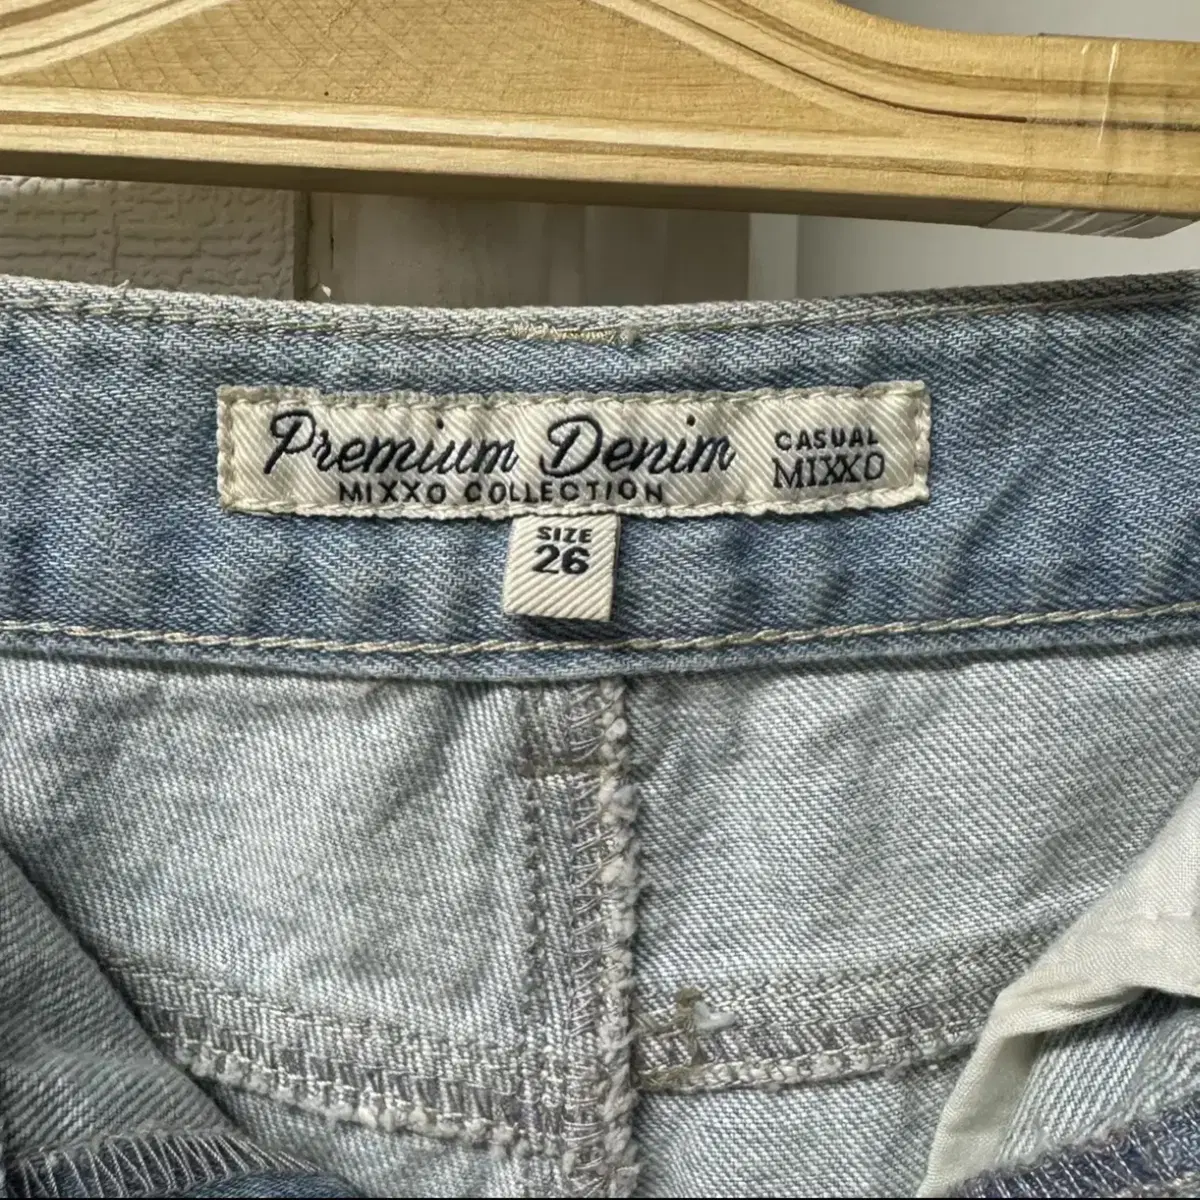 Premium Denim
MIXXO COLLECTION
CASUAL
MIXXO
SIZE
26